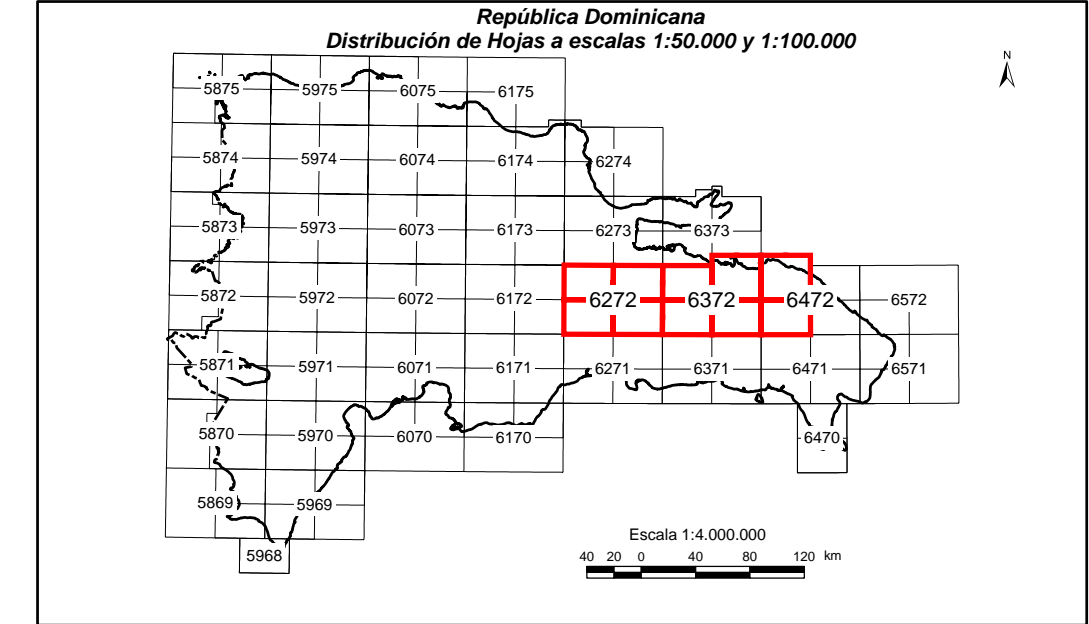 República Dominicana
Distribución de Hojas a escalas 1:50.000 y 1:100.000
N
5875 5975 6075 6175
5874 5974 6074 6174 6274
5873 5973 6073 6173 6273 6373
5872 5972 6072 6172 6272 6372 6472 6572
5871 5971 6071 6171 6271 6371 6471 6571
5870 5970 6070 6170 6470
5869 5969
5968
Escala 1:4.000.000
40 20 0 40 80 120 km